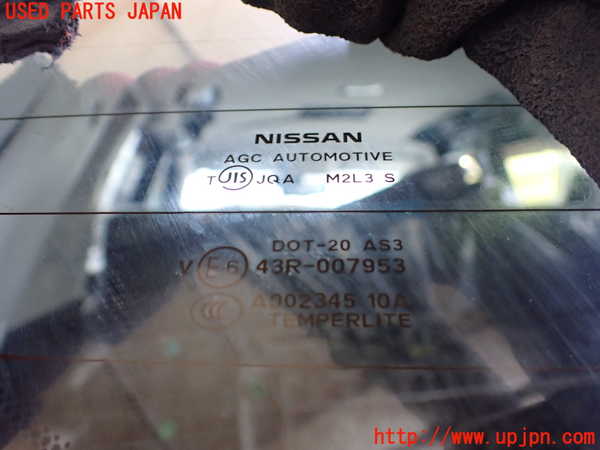 USED PARTS JAPAN
NISSAN
AGC AUTOMOTIVE
T JIS JQA M2L3 S
DOT-20 AS3
V E6 43R-007953
CCC A002345 10A
TEMPERLITE
http://www.upjpn.com